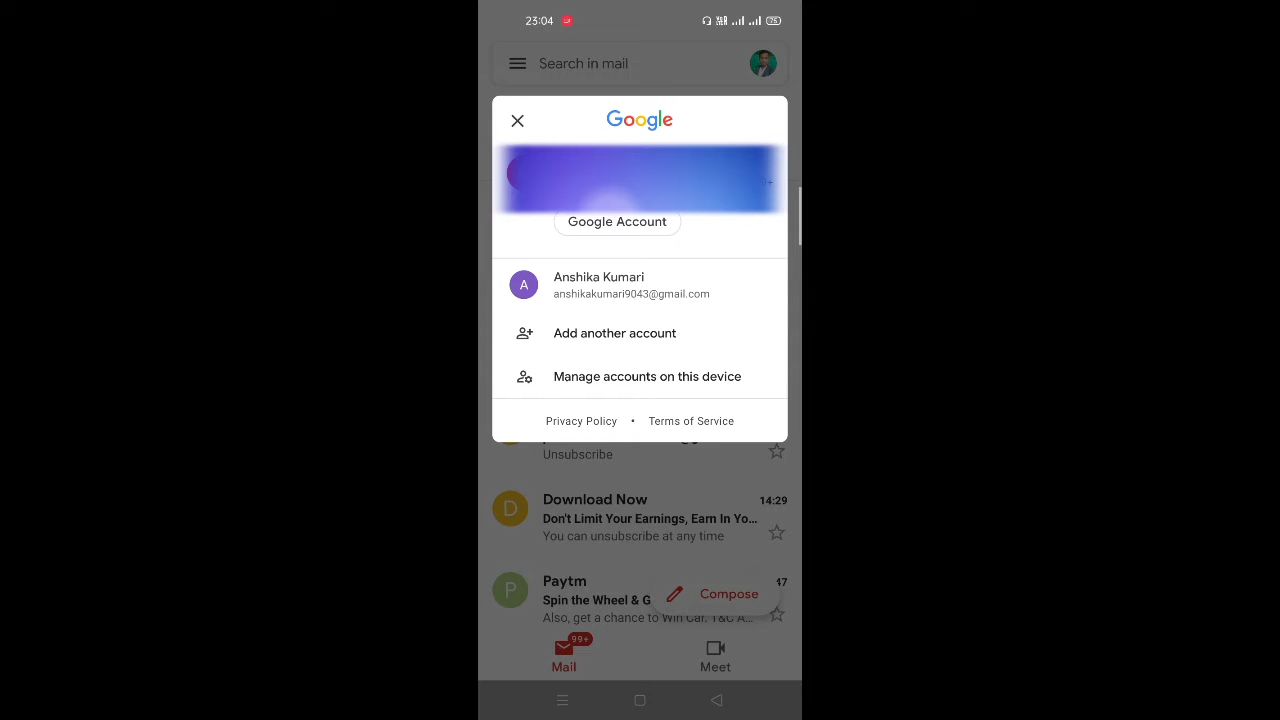 23:04
75
Search in mail
Google
Google Account
A
Anshika Kumari
anshikakumari9043@gmail.com
Add another account
Manage accounts on this device
Privacy Policy • Terms of Service
Unsubscribe
D
Download Now 14:29
Don't Limit Your Earnings, Earn In Yo...
You can unsubscribe at any time
P
Paytm 47
Spin the Wheel & G
Compose
Also, get a chance to Win Car. T&C A...
99+
Mail
Meet